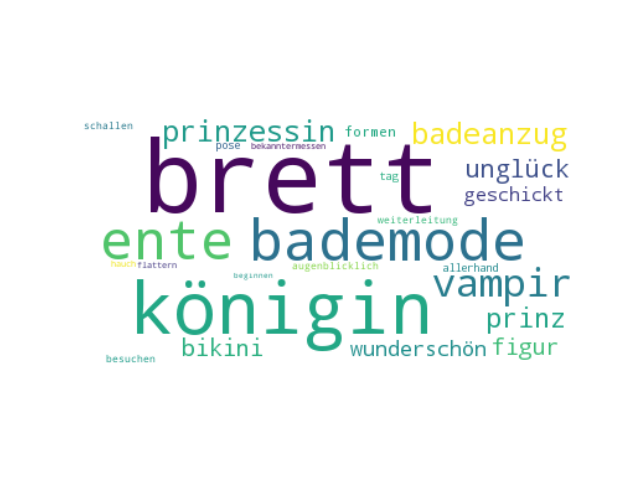 schallen
prinzessin
formen
badeanzug
pose
bekanntermessen
brett
unglück
tag
geschickt
weiterleitung
ente
bademode
hauch
flattern
augenblicklich
allerhand
beginnen
vampir
königin
prinz
bikini
wunderschön
figur
besuchen